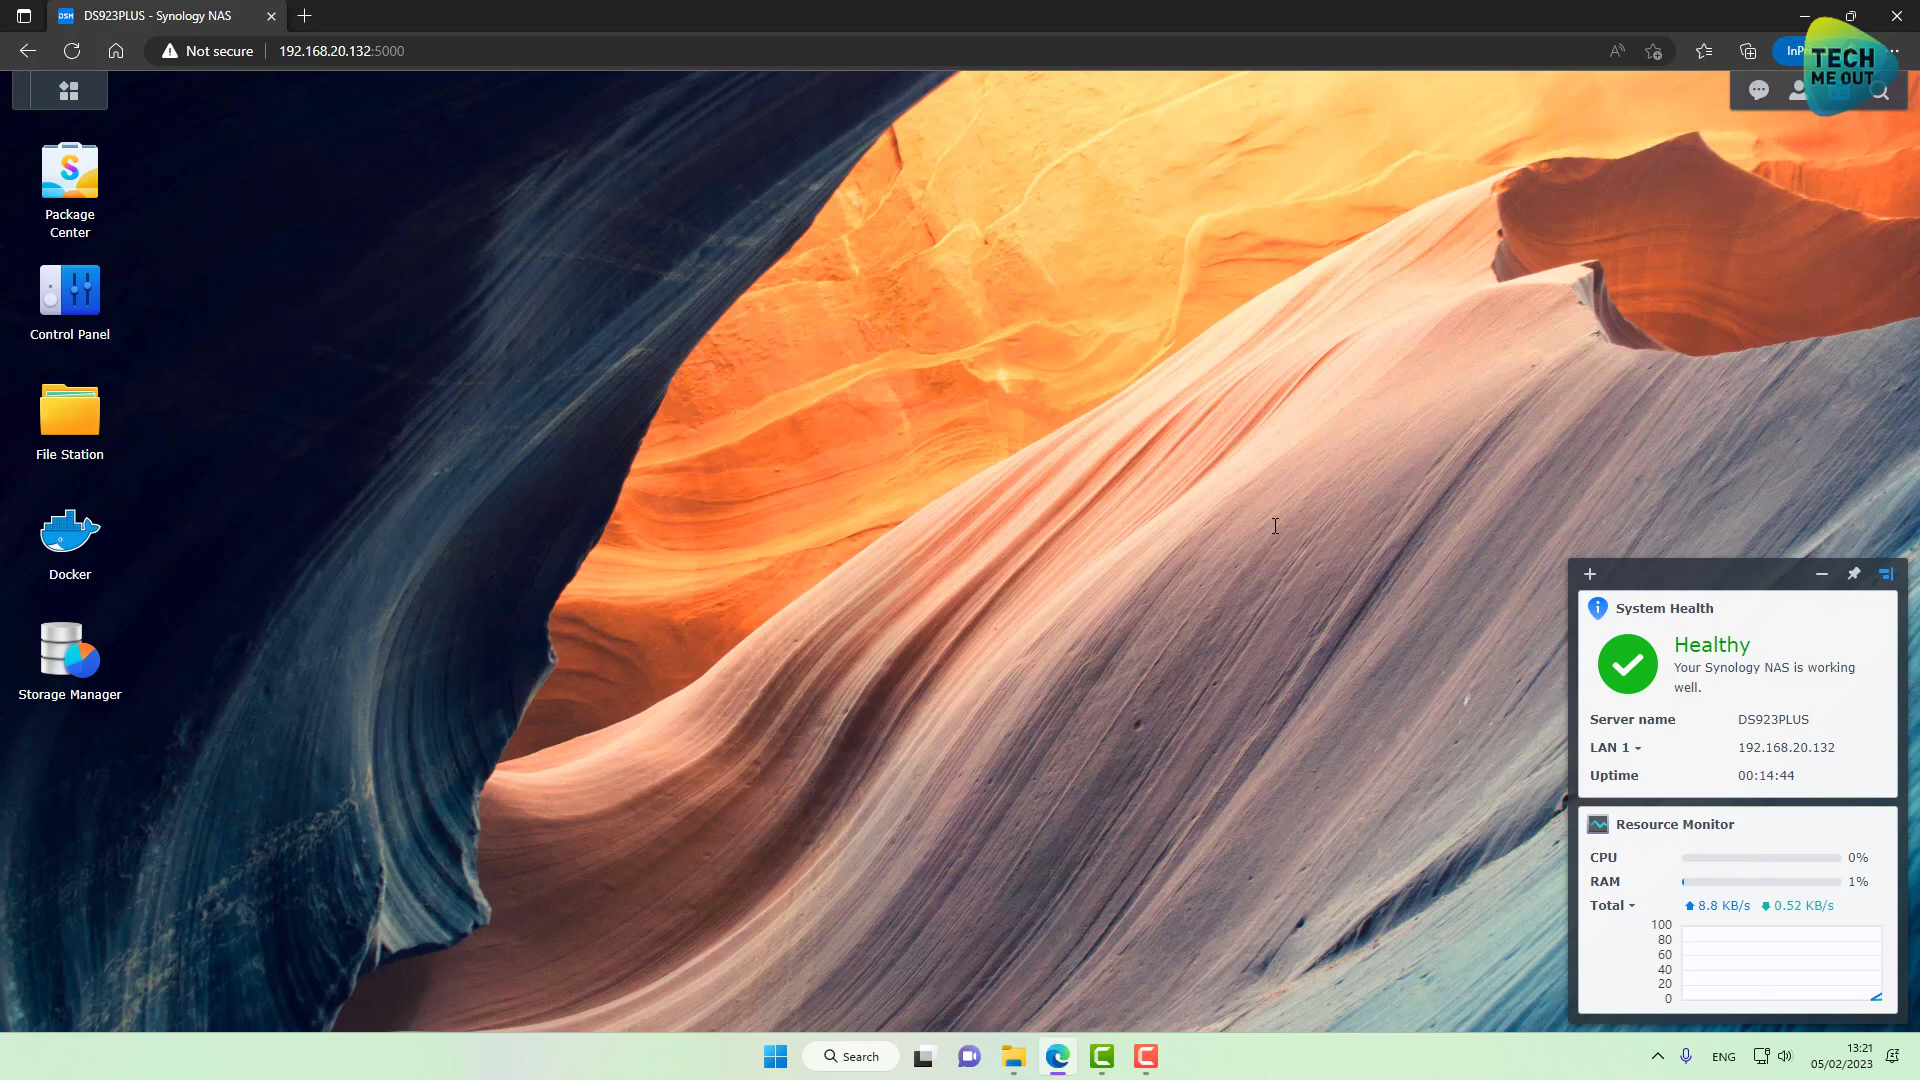 DS923PLUS - Synology NAS
Not secure
192.168.20.132:5000
InP
TECH
ME OUT
Package
Center
Control Panel
File Station
Docker
Storage Manager
System Health
Healthy
Your Synology NAS is working
well.
Server name DS923PLUS
LAN 1 192.168.20.132
Uptime 00:14:44
Resource Monitor
CPU 0%
RAM 1%
Total 8.8 KB/s 0.52 KB/s
100
80
60
40
20
0
Search
ENG
13:21
05/02/2023